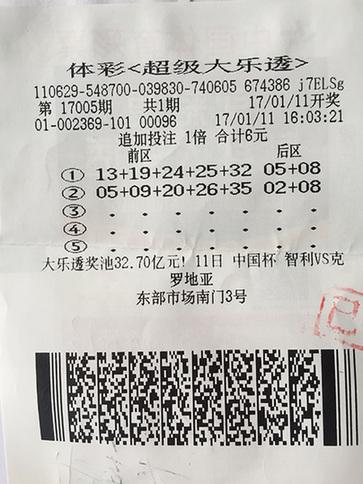 体彩<超级大乐透>
110629-548700-039830-740605 674386 j7ELSg
第 17005期 共1期 17/01/11开奖
01-002369-101 00096 17/01/11 16:03:21
追加投注 1倍 合计6元
前区 后区
① 13+19+24+25+32 05+08
② 05+09+20+26+35 02+08
③ · · · · · · ·
④ · · · · · · ·
⑤ · · · · · · ·
大乐透奖池32.70亿元! 11日 中国杯 智利VS克
罗地亚
东部市场南门3号